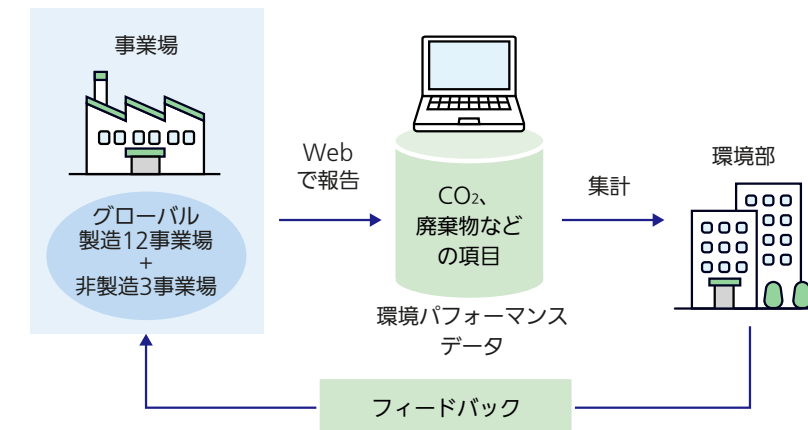 事業場
グローバル
製造12事業場
+
非製造3事業場
Web
で報告
CO₂、
廃棄物など
の項目
環境パフォーマンス
データ
集計
環境部
フィードバック